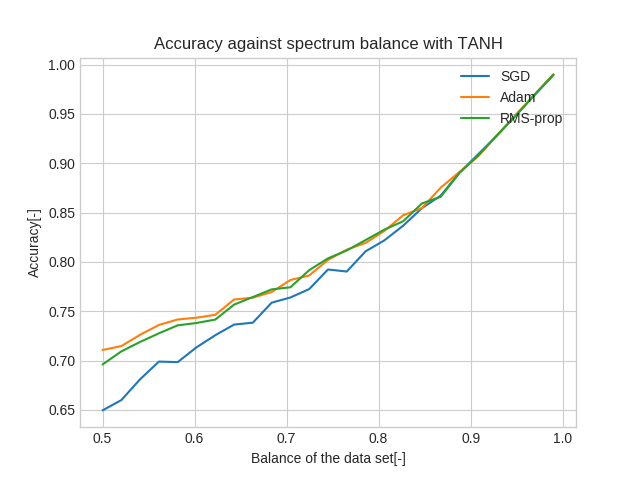 Accuracy against spectrum balance with TANH
1.00
0.95
0.90
0.85
0.80
0.75
0.70
0.65
Accuracy[-]
SGD
Adam
RMS-prop
0.5 0.6 0.7 0.8 0.9 1.0
Balance of the data set[-]